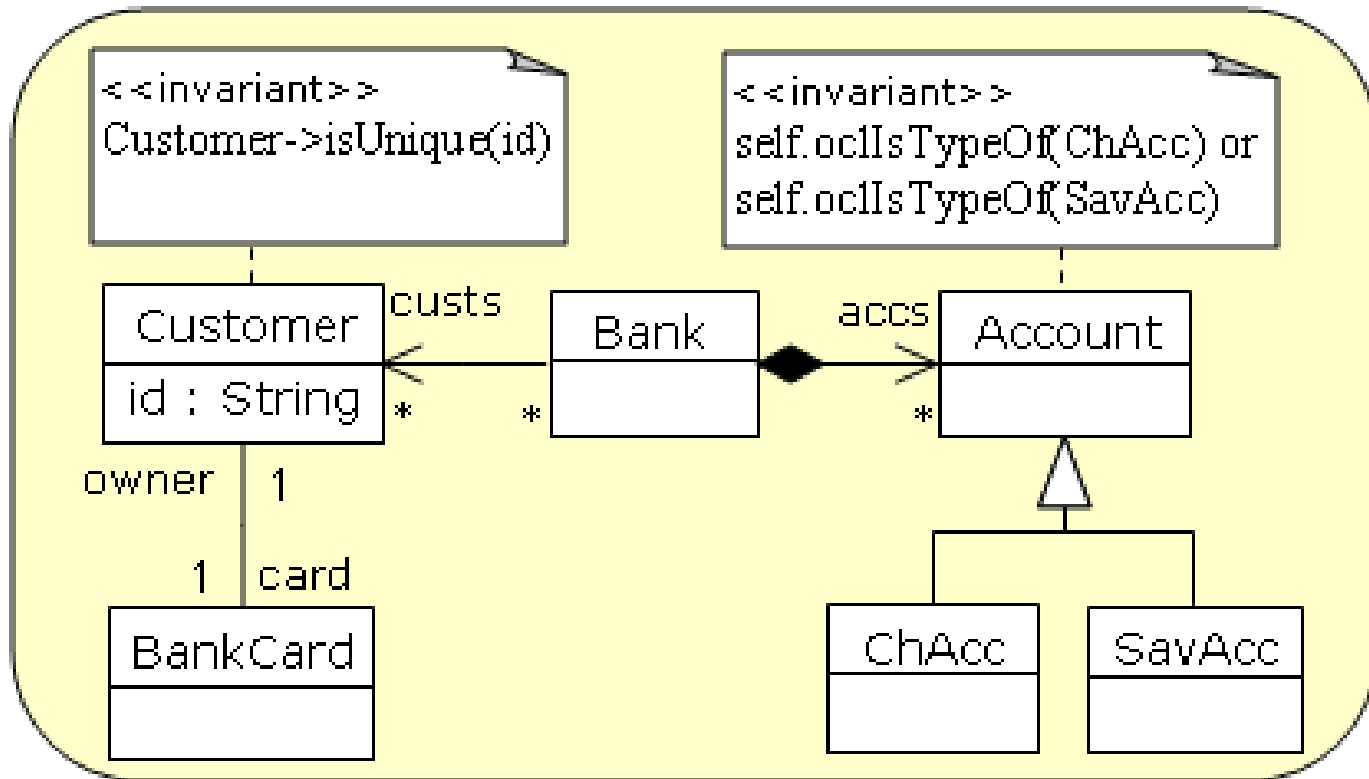 <<invariant>>
Customer->isUnique(id)
<<invariant>>
self.oclIsTypeOf(ChAcc) or
self.oclIsTypeOf(SavAcc)
Customer
id : String
custs
*
*
Bank
accs
*
Account
owner
1
1
card
BankCard
ChAcc
SavAcc